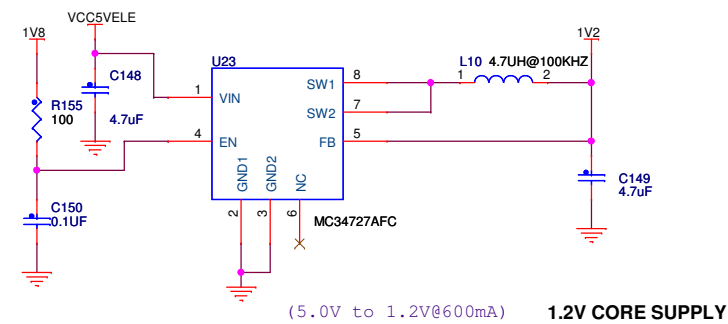 VCC5VELE
1V8
1V2
U23
L10 4.7UH@100KHZ
C148
1 2
8
SW1
1
VIN
R155
100
4.7uF
7
SW2
4
EN
5
FB
GND1
GND2
NC
C149
4.7uF
C150
0.1UF
2
3
6
MC34727AFC
(5.0V to 1.2V@600mA) 1.2V CORE SUPPLY